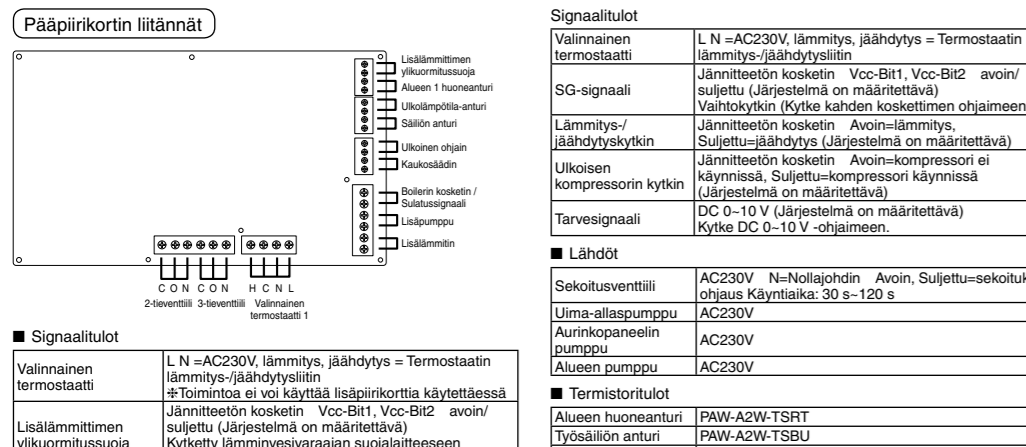 Pääpiirikortin liitännät
Lisälämmittimen
ylikuormitussuoja
Alueen 1 huoneanturi
Ulkolämpötila-anturi
Säiliön anturi
Ulkoinen ohjain
Kaukosäädin
Boilerin kosketin /
Sulatussignaali
Lisäpumppu
Lisälämmitin
C O N C O N H C N L
2-tieventtiili 3-tieventtiili Valinnainen
termostaatti 1
■ Signaalitulot
Valinnainen
termostaatti
L N =AC230V, lämmitys, jäähdytys = Termostaatin
lämmitys-/jäähdytysliitin
❉Toimintoa ei voi käyttää lisäpiirikorttia käytettäessä
Lisälämmittimen
ylikuormitussuoja
Jännitteetön kosketin Vcc-Bit1, Vcc-Bit2 avoin/
suljettu (Järjestelmä on määritettävä)
Kytketty lämminvesivaraajan suojalaitteeseen
Signaalitulot
Valinnainen
termostaatti
L N =AC230V, lämmitys, jäähdytys = Termostaatin
lämmitys-/jäähdytysliitin
SG-signaali
Jännitteetön kosketin Vcc-Bit1, Vcc-Bit2 avoin/
suljettu (Järjestelmä on määritettävä)
Vaihtokytkin (Kytke kahden koskettimen ohjaimeen
Lämmitys-/
jäähdytyskytkin
Jännitteetön kosketin Avoin=lämmitys,
Suljettu=jäähdytys (Järjestelmä on määritettävä)
Ulkoisen
kompressorin kytkin
Jännitteetön kosketin Avoin=kompressori ei
käynnissä, Suljettu=kompressori käynnissä
(Järjestelmä on määritettävä)
Tarvesignaali
DC 0~10 V (Järjestelmä on määritettävä)
Kytke DC 0~10 V -ohjaimeen.
■ Lähdöt
Sekoitusventtiili
AC230V N=Nollajohdin Avoin, Suljettu=sekoituk
ohjaus Käyntiaika: 30 s~120 s
Uima-allaspumppu AC230V
Aurinkopaneelin
pumppu
AC230V
Alueen pumppu AC230V
■ Termistoritulot
Alueen huoneanturi PAW-A2W-TSRT
Työsäiliön anturi PAW-A2W-TSBU